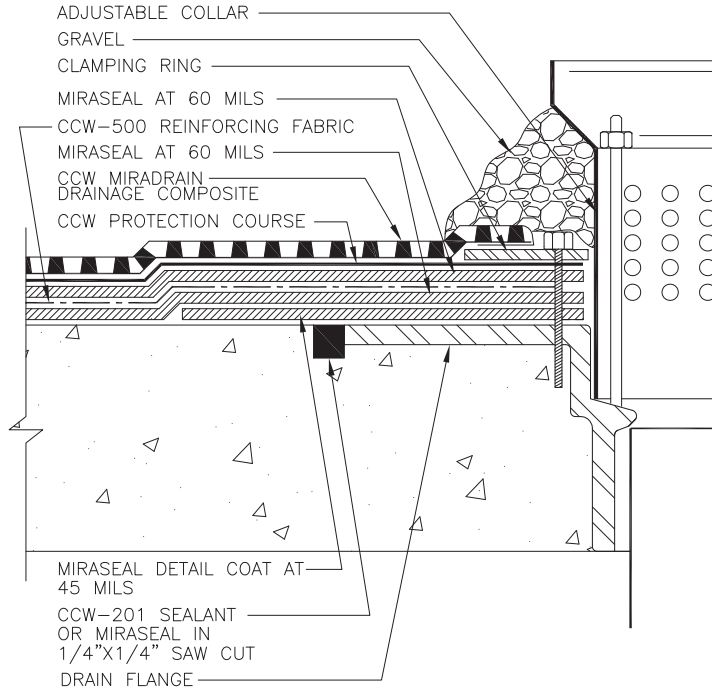 ADJUSTABLE COLLAR
GRAVEL
CLAMPING RING
MIRASEAL AT 60 MILS
CCW-500 REINFORCING FABRIC
MIRASEAL AT 60 MILS
CCW MIRADRAIN
DRAINAGE COMPOSITE
CCW PROTECTION COURSE
MIRASEAL DETAIL COAT AT
45 MILS
CCW-201 SEALANT
OR MIRASEAL IN
1/4"X1/4" SAW CUT
DRAIN FLANGE